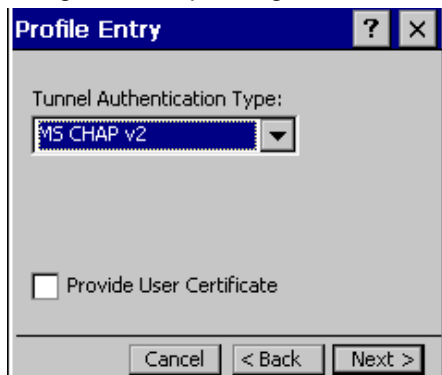 Profile Entry ? ×
Tunnel Authentication Type:
MS CHAP v2
Provide User Certificate
Cancel < Back Next >